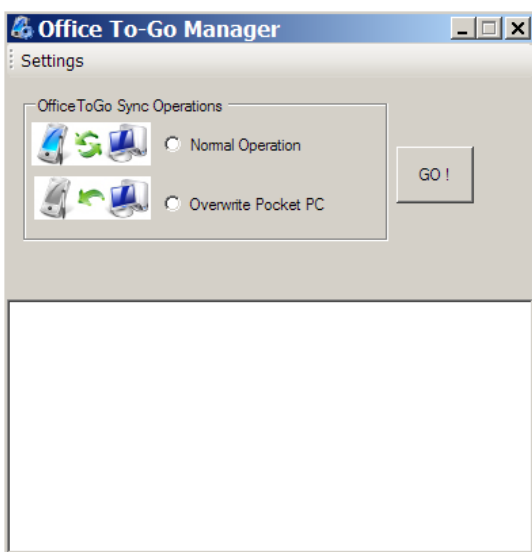 Office To-Go Manager
Settings
OfficeToGo Sync Operations
Normal Operation
Overwrite Pocket PC
GO !